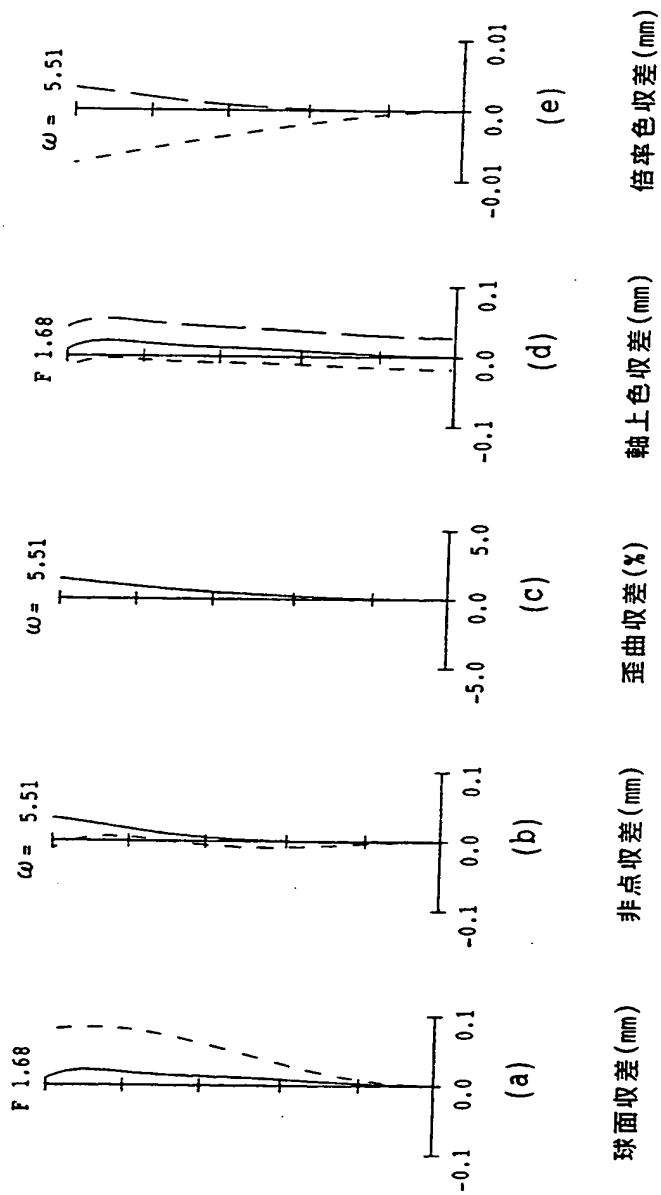 F 1.68
-0.1 0.0 0.1
(a)
球面収差(mm)
ω= 5.51
-0.1 0.0 0.1
(b)
非点収差(mm)
ω= 5.51
-5.0 0.0 5.0
(c)
歪曲収差(%)
F 1.68
-0.1 0.0 0.1
(d)
軸上色収差(mm)
ω= 5.51
-0.01 0.0 0.01
(e)
倍率色収差(mm)